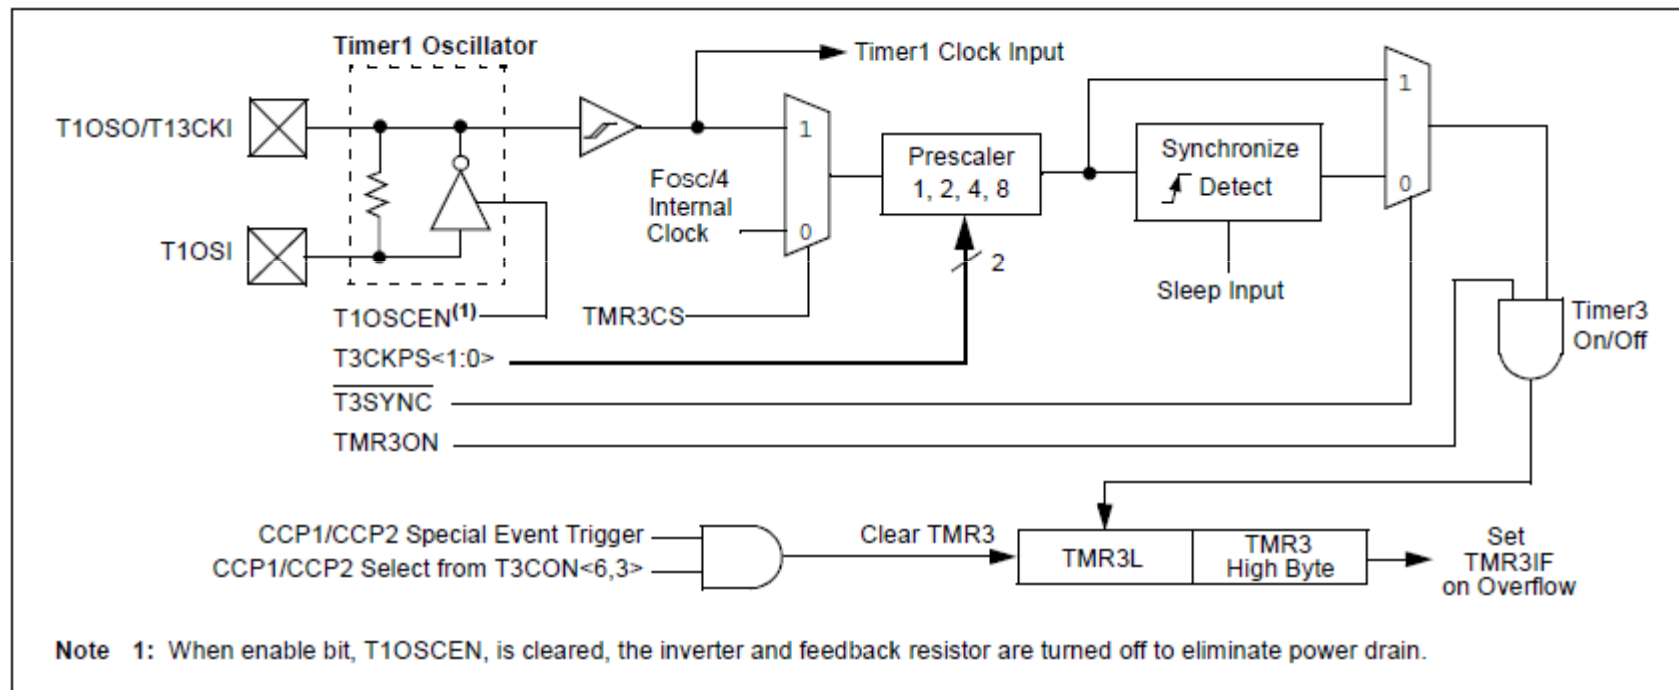 Timer1 Oscillator
Timer1 Clock Input
T1OSO/T13CKI
1
1
FOSC/4
Internal
Clock
0
Prescaler
1, 2, 4, 8
Synchronize
Detect
0
T1OSI
2
Sleep Input
T1OSCEN(1)
TMR3CS
Timer3
On/Off
T3CKPS<1:0>
T3SYNC
TMR3ON
CCP1/CCP2 Special Event Trigger
CCP1/CCP2 Select from T3CON<6,3>
Clear TMR3
TMR3L
TMR3
High Byte
Set
TMR3IF
on Overflow
Note 1: When enable bit, T1OSCEN, is cleared, the inverter and feedback resistor are turned off to eliminate power drain.